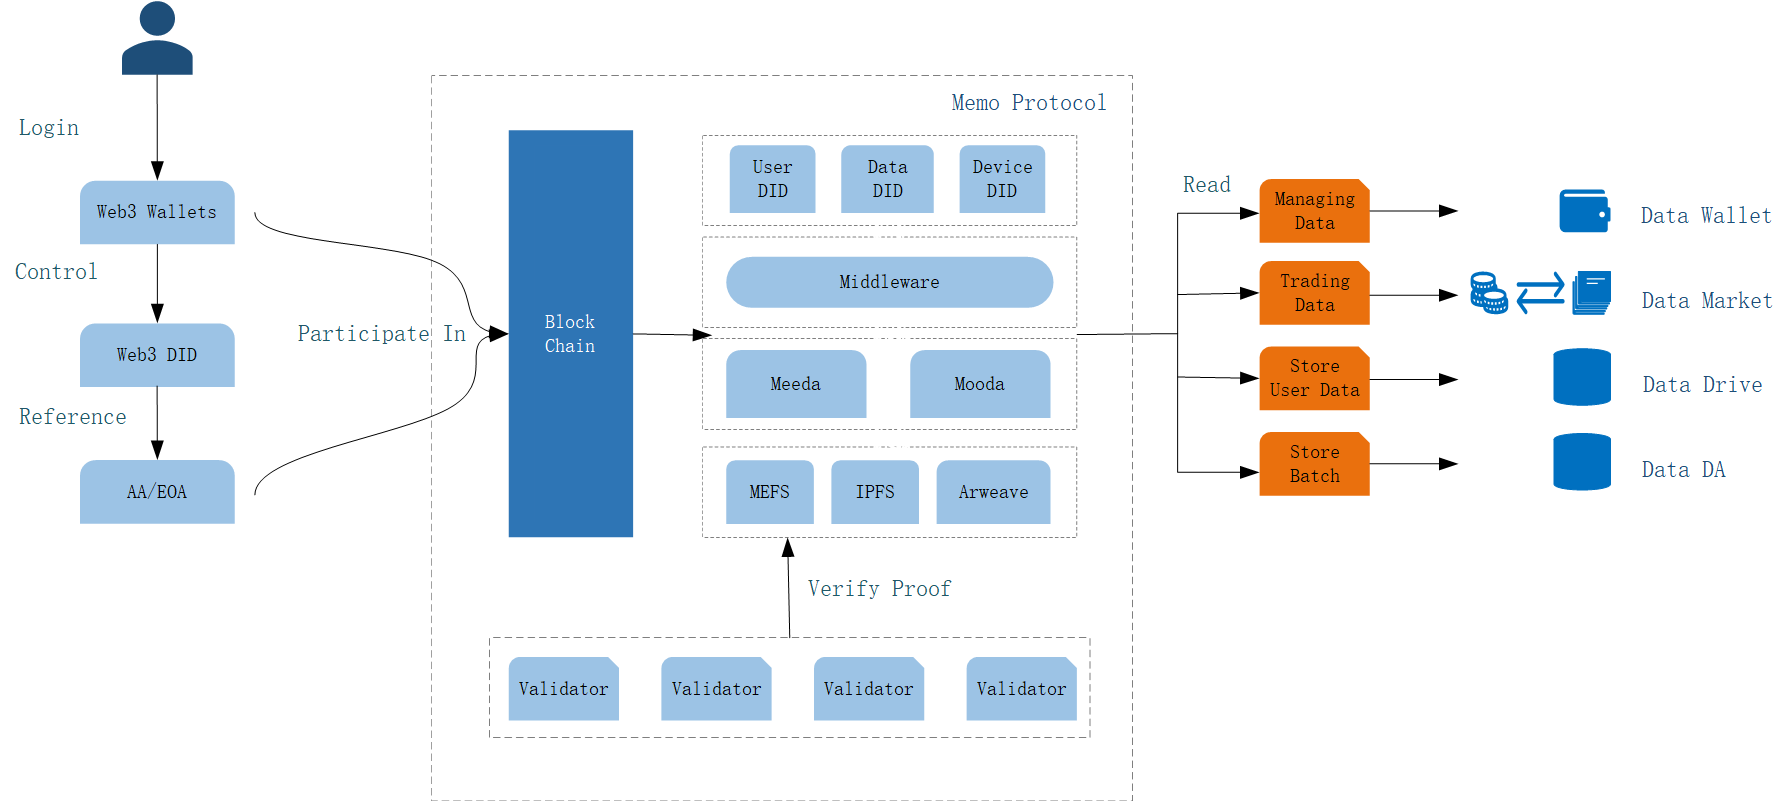 Login
Web3 Wallets
Control
Web3 DID
Reference
AA/EOA
Participate In
Memo Protocol
Block
Chain
User
DID
Data
DID
Device
DID
Middleware
Meeda
Mooda
MEFS
IPFS
Arweave
Verify Proof
Validator
Validator
Validator
Validator
Read
Managing
Data
Data Wallet
Trading
Data
Data Market
Store
User Data
Data Drive
Store
Batch
Data DA